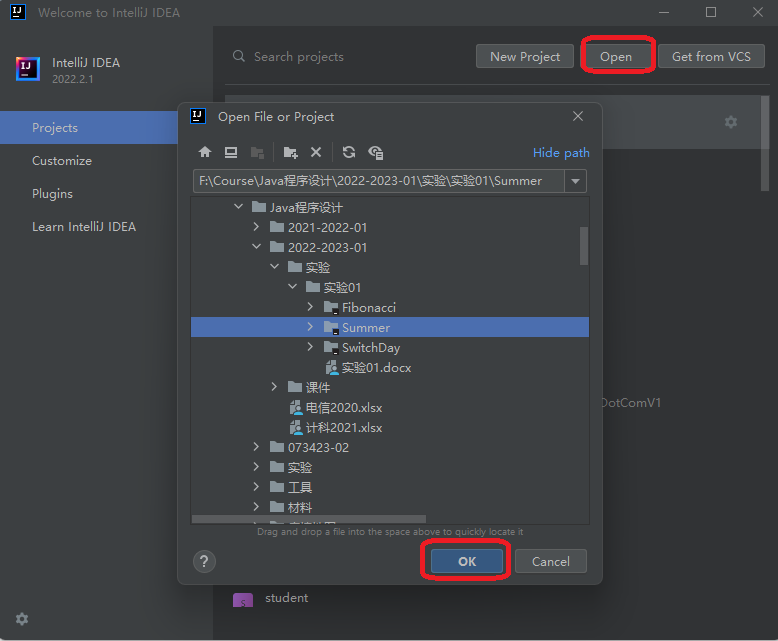 Welcome to IntelliJ IDEA
IntelliJ IDEA
2022.2.1
Search projects
New Project
Open
Get from VCS
Projects
Customize
Plugins
Learn IntelliJ IDEA
Open File or Project
Hide path
F:\Course\Java程序设计\2022-2023-01\实验\实验01\Summer
Java程序设计
2021-2022-01
2022-2023-01
实验
实验01
Fibonacci
Summer
SwitchDay
实验01.docx
课件
电信2020.xlsx
计科2021.xlsx
073423-02
实验
工具
材料
Drag and drop a file into the space above to quickly locate it
?
OK
Cancel
DotComV1
S
student